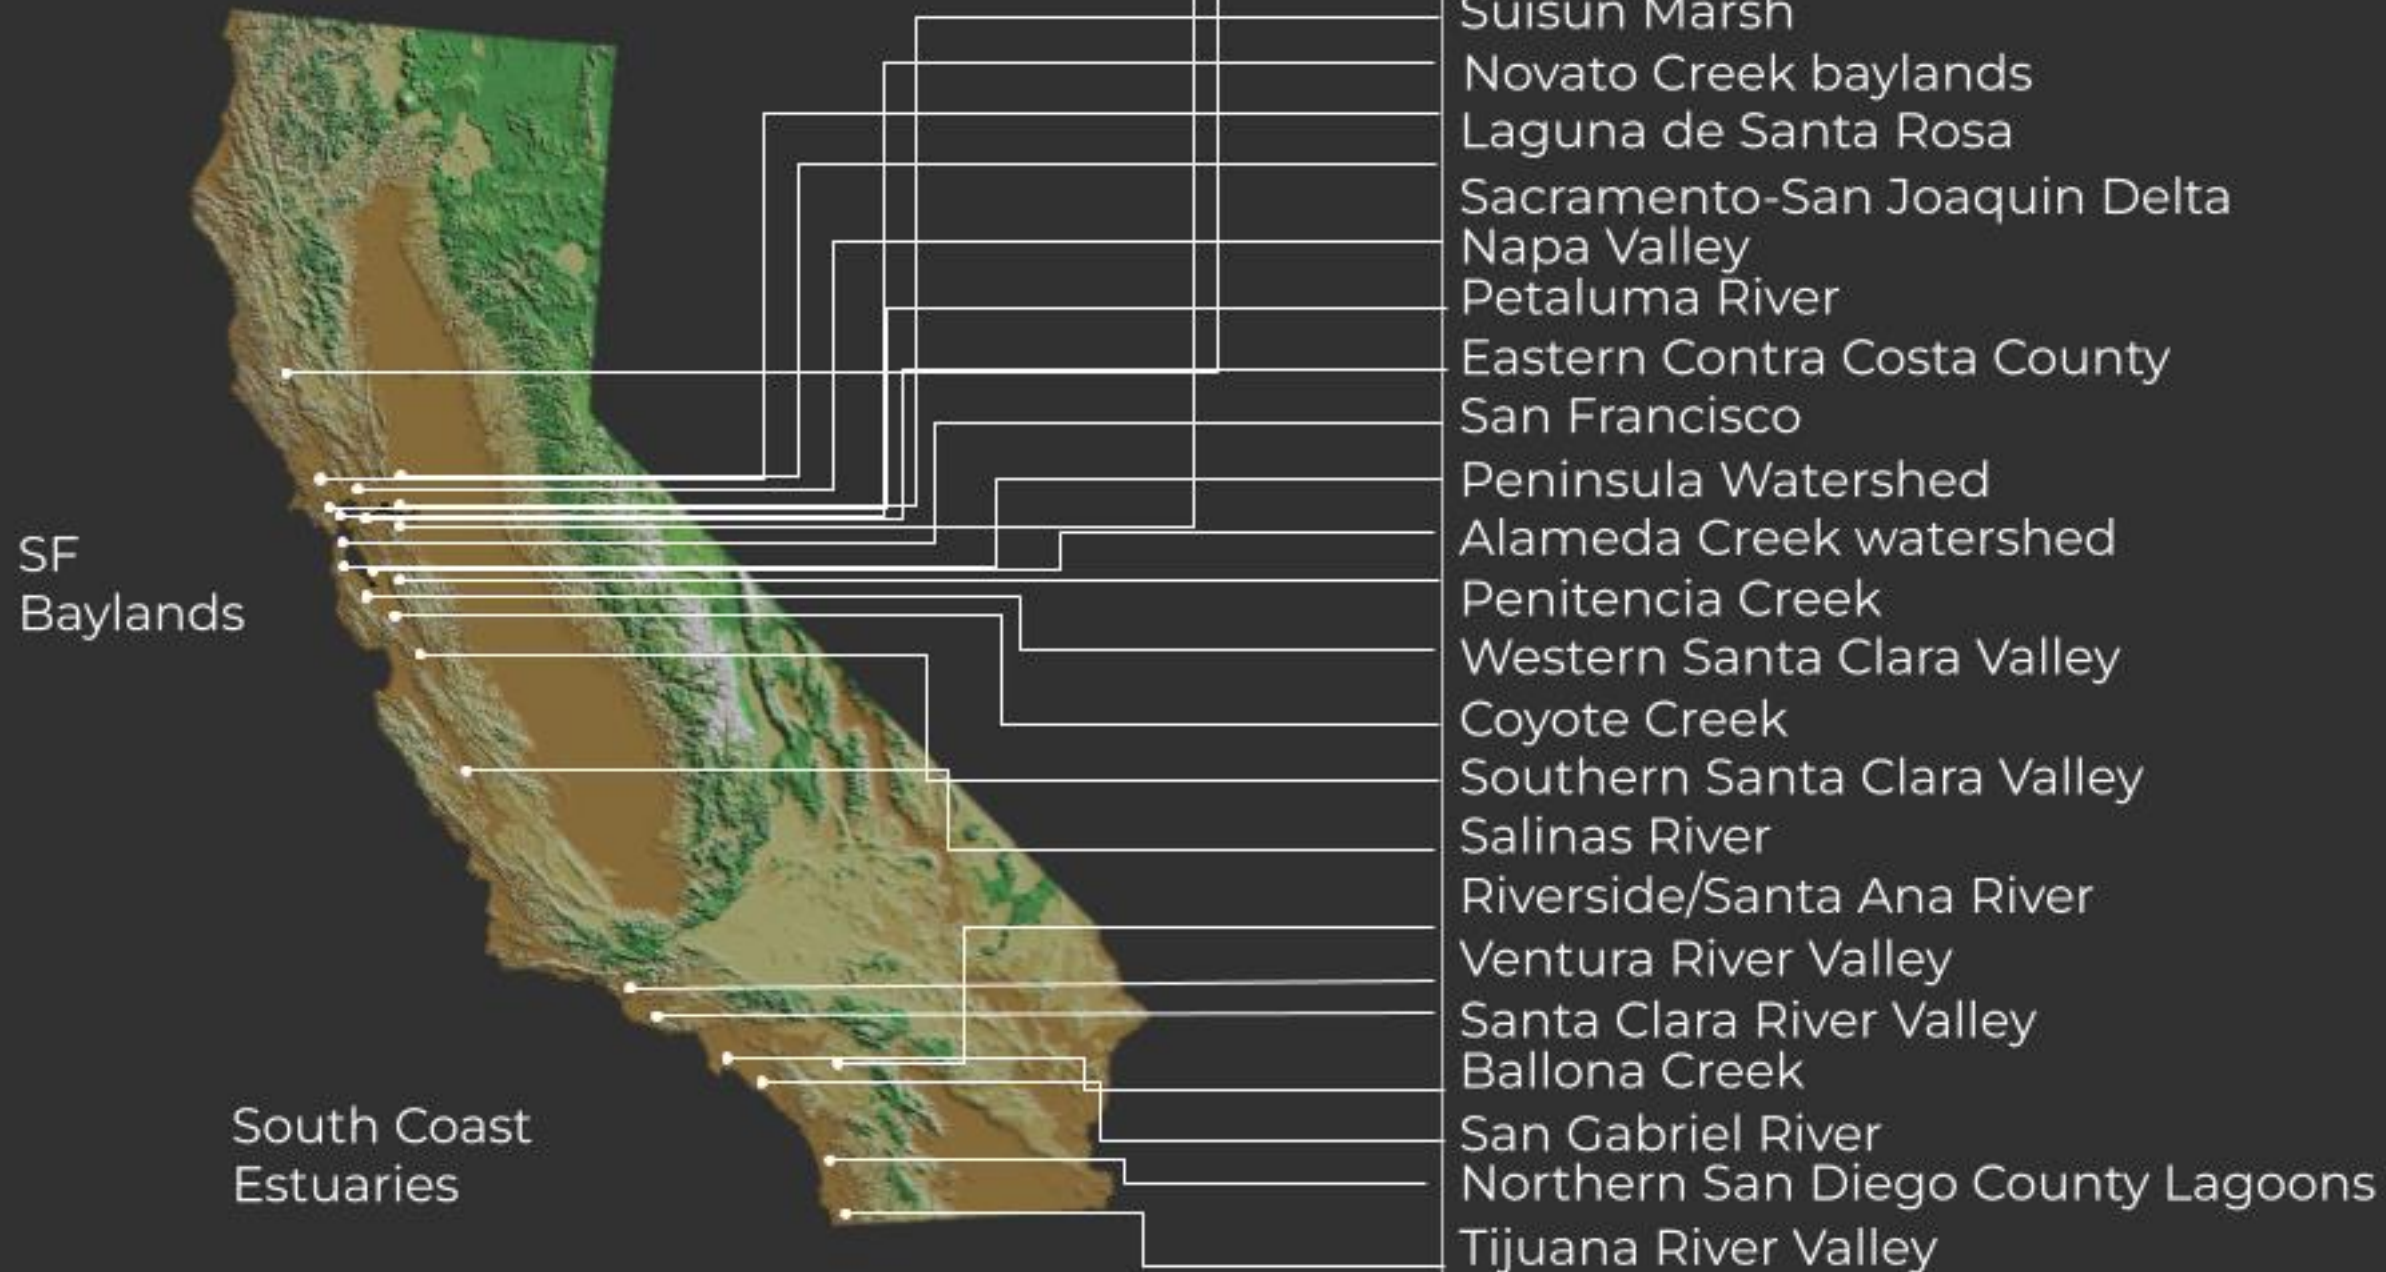 Suisun Marsh
Novato Creek baylands
Laguna de Santa Rosa
Sacramento-San Joaquin Delta
Napa Valley
Petaluma River
Eastern Contra Costa County
San Francisco
Peninsula Watershed
Alameda Creek watershed
Penitencia Creek
Western Santa Clara Valley
Coyote Creek
Southern Santa Clara Valley
Salinas River
Riverside/Santa Ana River
Ventura River Valley
Santa Clara River Valley
Ballona Creek
San Gabriel River
Northern San Diego County Lagoons
Tijuana River Valley
SF
Baylands
South Coast
Estuaries